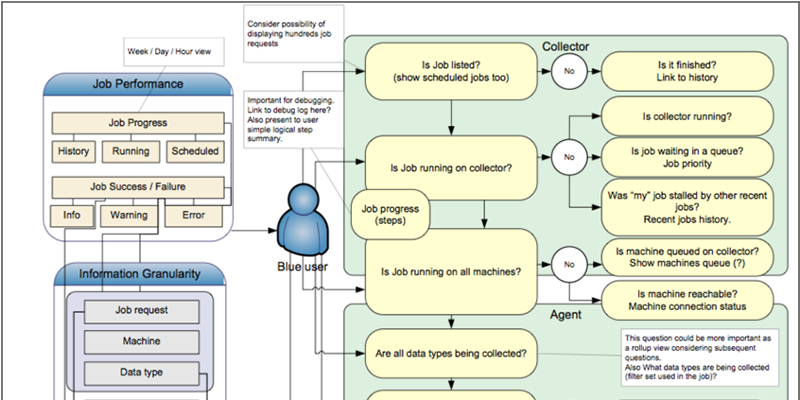 Week / Day / Hour view
Job Performance
Job Progress
History
Running
Scheduled
Job Success / Failure
Info
Warning
Error
Information Granularity
Job request
Machine
Data type
Consider possibility of
displaying hundreds job
requests
Important for debugging.
Link to debug log here?
Also present to user
simple logical step
summary.
Blue user
Collector
Is Job listed?
(show scheduled jobs too)
No
Is it finished?
Link to history
Is Job running on collector?
No
Is collector running?
Is job waiting in a queue?
Job priority
Was "my" job stalled by other recent
jobs?
Recent jobs history.
Job progress
(steps)
Is Job running on all machines?
No
Is machine queued on collector?
Show machines queue (?)
Is machine reachable?
Machine connection status
Agent
Are all data types being collected?
This question could be more important as
a rollup view considering subsequent
questions.
Also What data types are being collected
(filter set used in the job)?